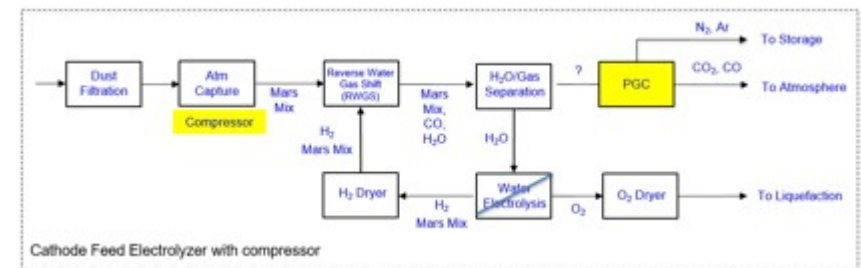 N₂, Ar
To Storage
Dust
Filtration
Atm
Capture
Mars
Mix
Reverse Water
Gas Shift
(RWGS)
Mars
Mix,
CO,
H₂O
H₂O/Gas
Separation
?
PGC
CO₂, CO
To Atmosphere
Compressor
H₂
Mars Mix
H₂O
H₂ Dryer
H₂
Mars Mix
Water
Electrolysis
O₂
O₂ Dryer
To Liquefaction
Cathode Feed Electrolyzer with compressor